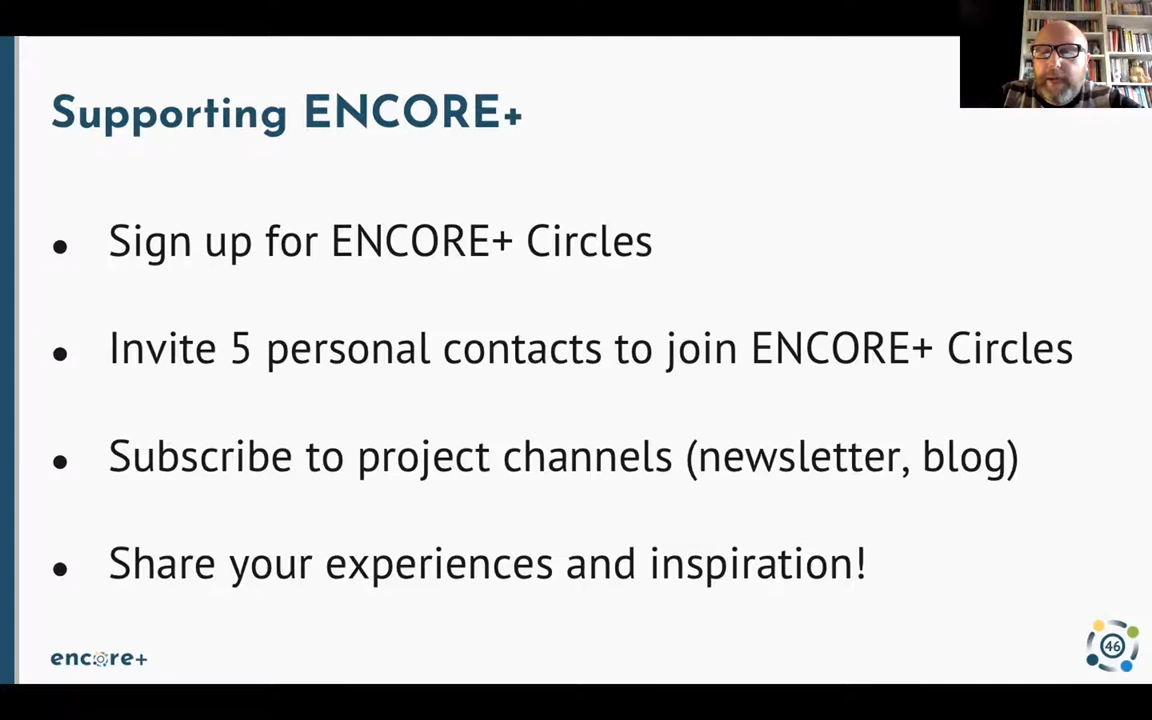 Supporting ENCORE+
• Sign up for ENCORE+ Circles
• Invite 5 personal contacts to join ENCORE+ Circles
• Subscribe to project channels (newsletter, blog)
• Share your experiences and inspiration!
encore+
46